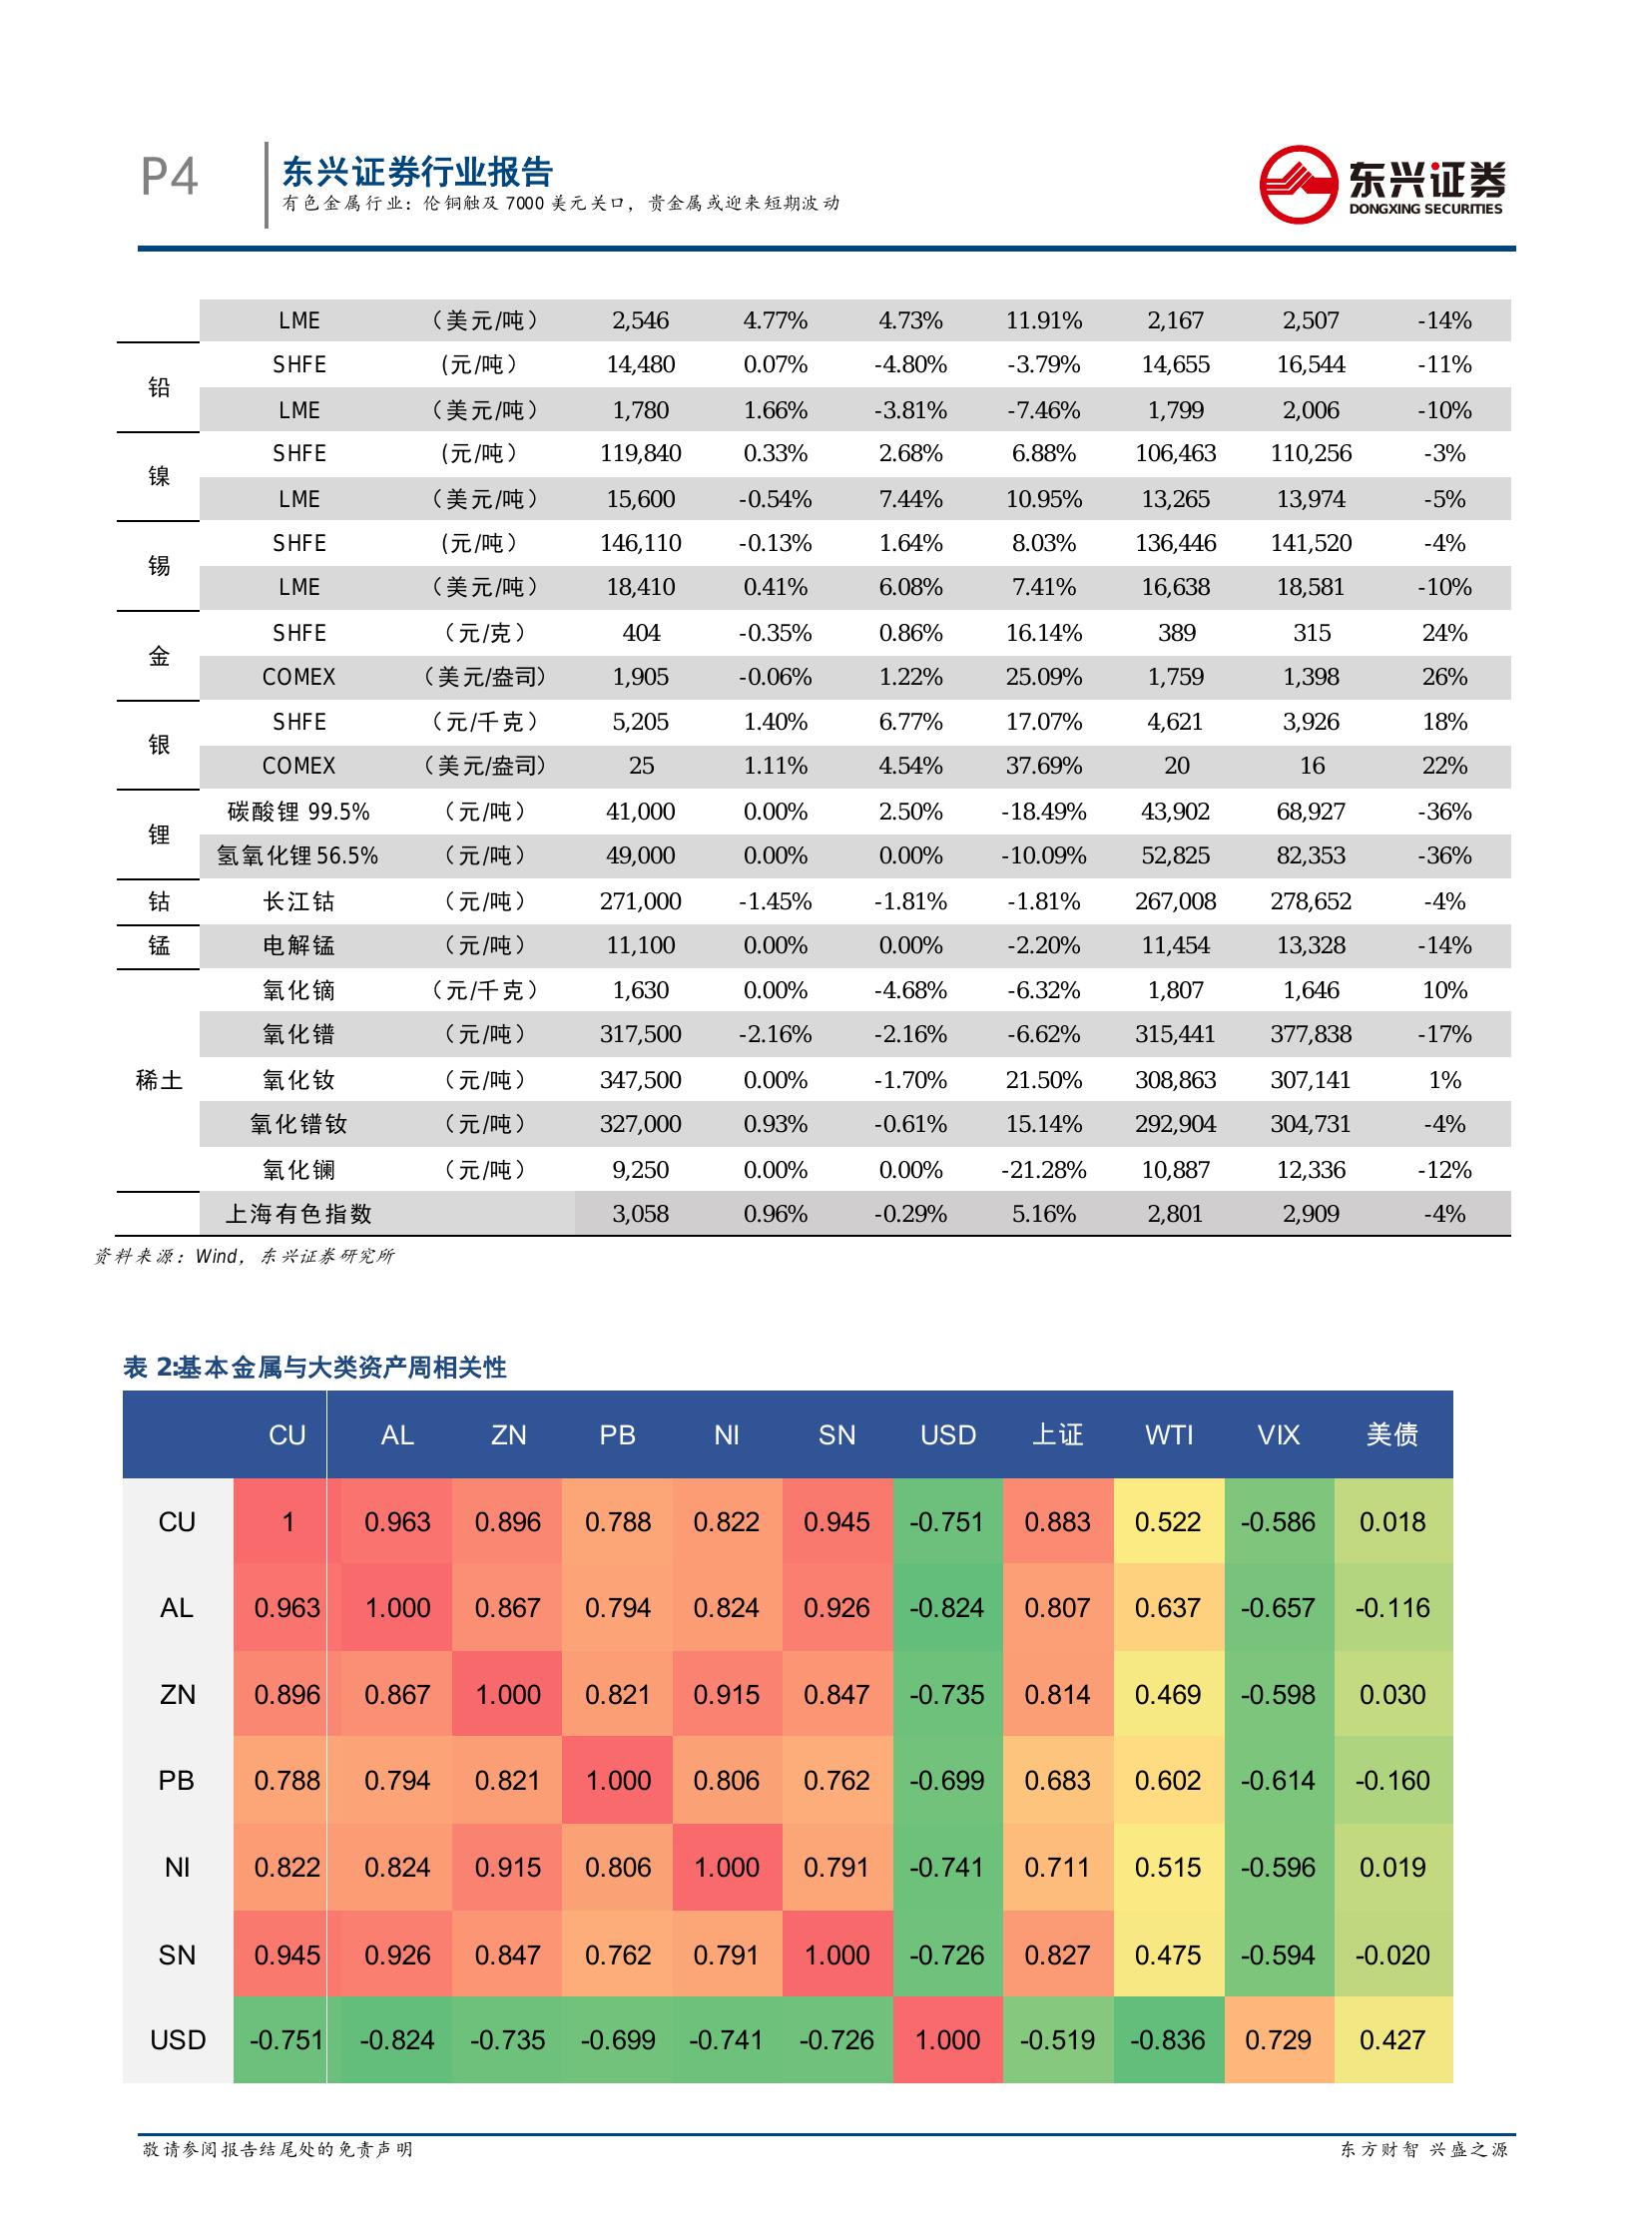 P4
东兴证券行业报告
有色金属行业：伦铜触及 7000 美元关口，贵金属或迎来短期波动
东兴证券
DONGXING SECURITIES
LME （美元/吨） 2,546 4.77% 4.73% 11.91% 2,167 2,507 -14%
铅 SHFE （元/吨） 14,480 0.07% -4.80% -3.79% 14,655 16,544 -11%
LME （美元/吨） 1,780 1.66% -3.81% -7.46% 1,799 2,006 -10%
镍 SHFE （元/吨） 119,840 0.33% 2.68% 6.88% 106,463 110,256 -3%
LME （美元/吨） 15,600 -0.54% 7.44% 10.95% 13,265 13,974 -5%
锡 SHFE （元/吨） 146,110 -0.13% 1.64% 8.03% 136,446 141,520 -4%
LME （美元/吨） 18,410 0.41% 6.08% 7.41% 16,638 18,581 -10%
金 SHFE （元/克） 404 -0.35% 0.86% 16.14% 389 315 24%
COMEX （美元/盎司） 1,905 -0.06% 1.22% 25.09% 1,759 1,398 26%
银 SHFE （元/千克） 5,205 1.40% 6.77% 17.07% 4,621 3,926 18%
COMEX （美元/盎司） 25 1.11% 4.54% 37.69% 20 16 22%
锂 碳酸锂 99.5% （元/吨） 41,000 0.00% 2.50% -18.49% 43,902 68,927 -36%
氢氧化锂 56.5% （元/吨） 49,000 0.00% 0.00% -10.09% 52,825 82,353 -36%
钴 长江钴 （元/吨） 271,000 -1.45% -1.81% -1.81% 267,008 278,652 -4%
锰 电解锰 （元/吨） 11,100 0.00% 0.00% -2.20% 11,454 13,328 -14%
稀土 氧化镝 （元/千克） 1,630 0.00% -4.68% -6.32% 1,807 1,646 10%
氧化镨 （元/吨） 317,500 -2.16% -2.16% -6.62% 315,441 377,838 -17%
氧化钕 （元/吨） 347,500 0.00% -1.70% 21.50% 308,863 307,141 1%
氧化镨钕 （元/吨） 327,000 0.93% -0.61% 15.14% 292,904 304,731 -4%
氧化镧 （元/吨） 9,250 0.00% 0.00% -21.28% 10,887 12,336 -12%
上海有色指数 3,058 0.96% -0.29% 5.16% 2,801 2,909 -4%
资料来源：Wind，东兴证券研究所
表 2:基本金属与大类资产周相关性
CU AL ZN PB NI SN USD 上证 WTI VIX 美债
CU 1 0.963 0.896 0.788 0.822 0.945 -0.751 0.883 0.522 -0.586 0.018
AL 0.963 1.000 0.867 0.794 0.824 0.926 -0.824 0.807 0.637 -0.657 -0.116
ZN 0.896 0.867 1.000 0.821 0.915 0.847 -0.735 0.814 0.469 -0.598 0.030
PB 0.788 0.794 0.821 1.000 0.806 0.762 -0.699 0.683 0.602 -0.614 -0.160
NI 0.822 0.824 0.915 0.806 1.000 0.791 -0.741 0.711 0.515 -0.596 0.019
SN 0.945 0.926 0.847 0.762 0.791 1.000 -0.726 0.827 0.475 -0.594 -0.020
USD -0.751 -0.824 -0.735 -0.699 -0.741 -0.726 1.000 -0.519 -0.836 0.729 0.427
敬请参阅报告结尾处的免责声明
东方财智 兴盛之源